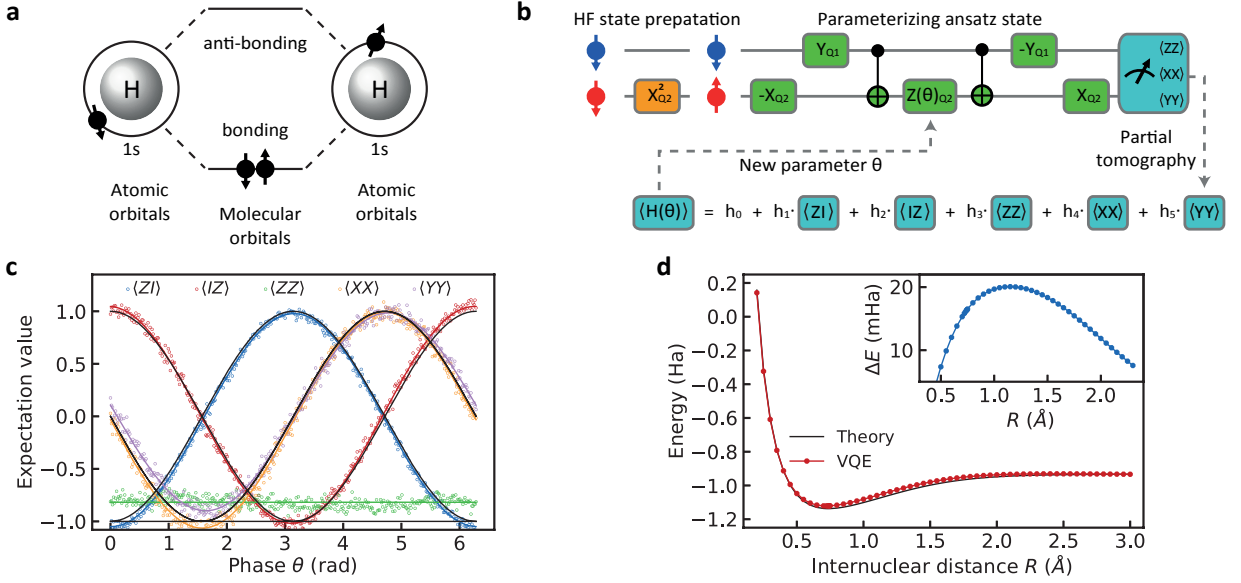 a
anti-bonding
H
H
bonding
1s
1s
Atomic
orbitals
Molecular
orbitals
Atomic
orbitals
b
HF state prepatation
Parameterizing ansatz state
Y_Q1
-Y_Q1
X²_Q2
-X_Q2
Z(θ)_Q2
X_Q2
⟨ZZ⟩
⟨XX⟩
⟨YY⟩
New parameter θ
Partial
tomography
⟨H(θ)⟩ = h₀ + h₁· ⟨ZI⟩ + h₂· ⟨IZ⟩ + h₃· ⟨ZZ⟩ + h₄· ⟨XX⟩ + h₅· ⟨YY⟩
c
⟨ZI⟩ ⟨IZ⟩ ⟨ZZ⟩ ⟨XX⟩ ⟨YY⟩
Expectation value
1.0
0.5
0.0
−0.5
−1.0
0 1 2 3 4 5 6
Phase θ (rad)
d
Energy (Ha)
0.2
0.0
−0.2
−0.4
−0.6
−0.8
−1.0
−1.2
0.5 1.0 1.5 2.0 2.5 3.0
Internuclear distance R (Å)
Theory
VQE
ΔE (mHa)
20
10
0.5 1.0 1.5 2.0
R (Å)